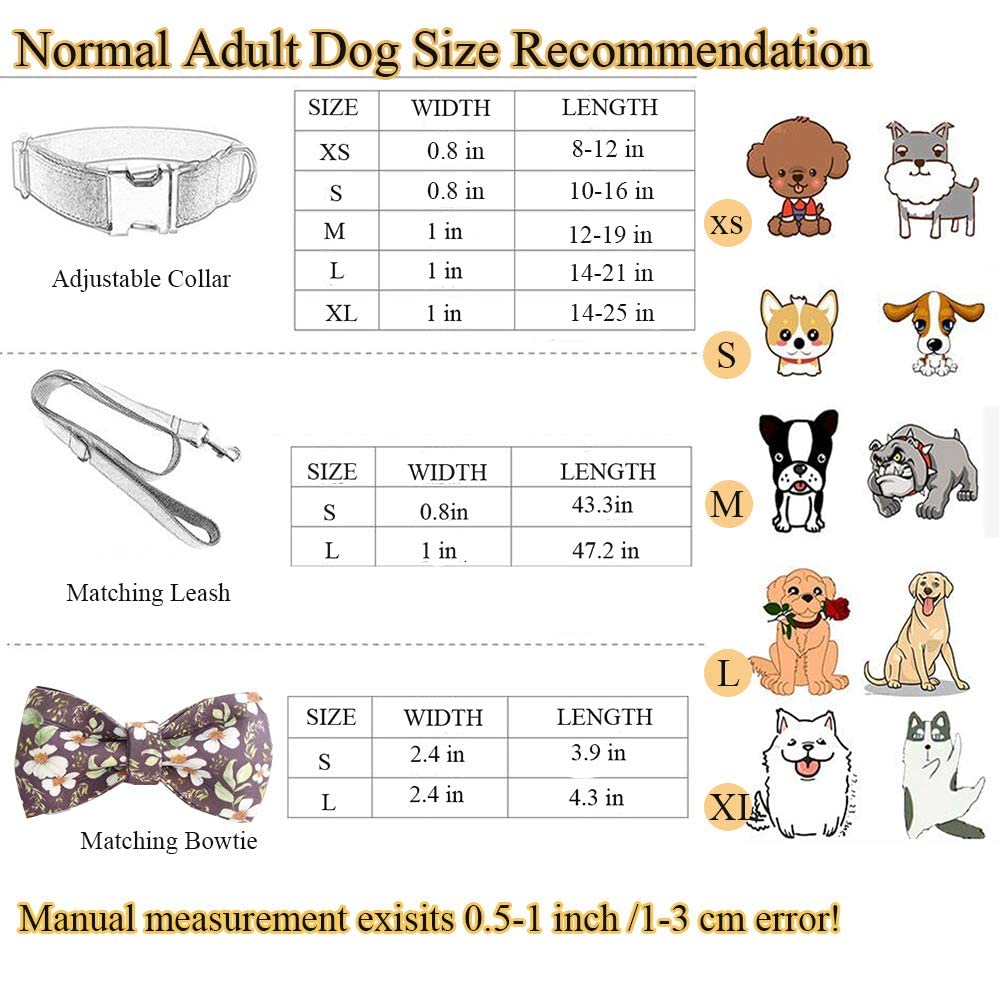 Normal Adult Dog Size Recommendation
SIZE WIDTH LENGTH
XS 0.8 in 8-12 in
S 0.8 in 10-16 in
M 1 in 12-19 in
L 1 in 14-21 in
XL 1 in 14-25 in
Adjustable Collar
XS
S
SIZE WIDTH LENGTH
S 0.8in 43.3in
L 1 in 47.2 in
Matching Leash
M
L
SIZE WIDTH LENGTH
S 2.4 in 3.9 in
L 2.4 in 4.3 in
Matching Bowtie
XL
Manual measurement exisits 0.5-1 inch /1-3 cm error!